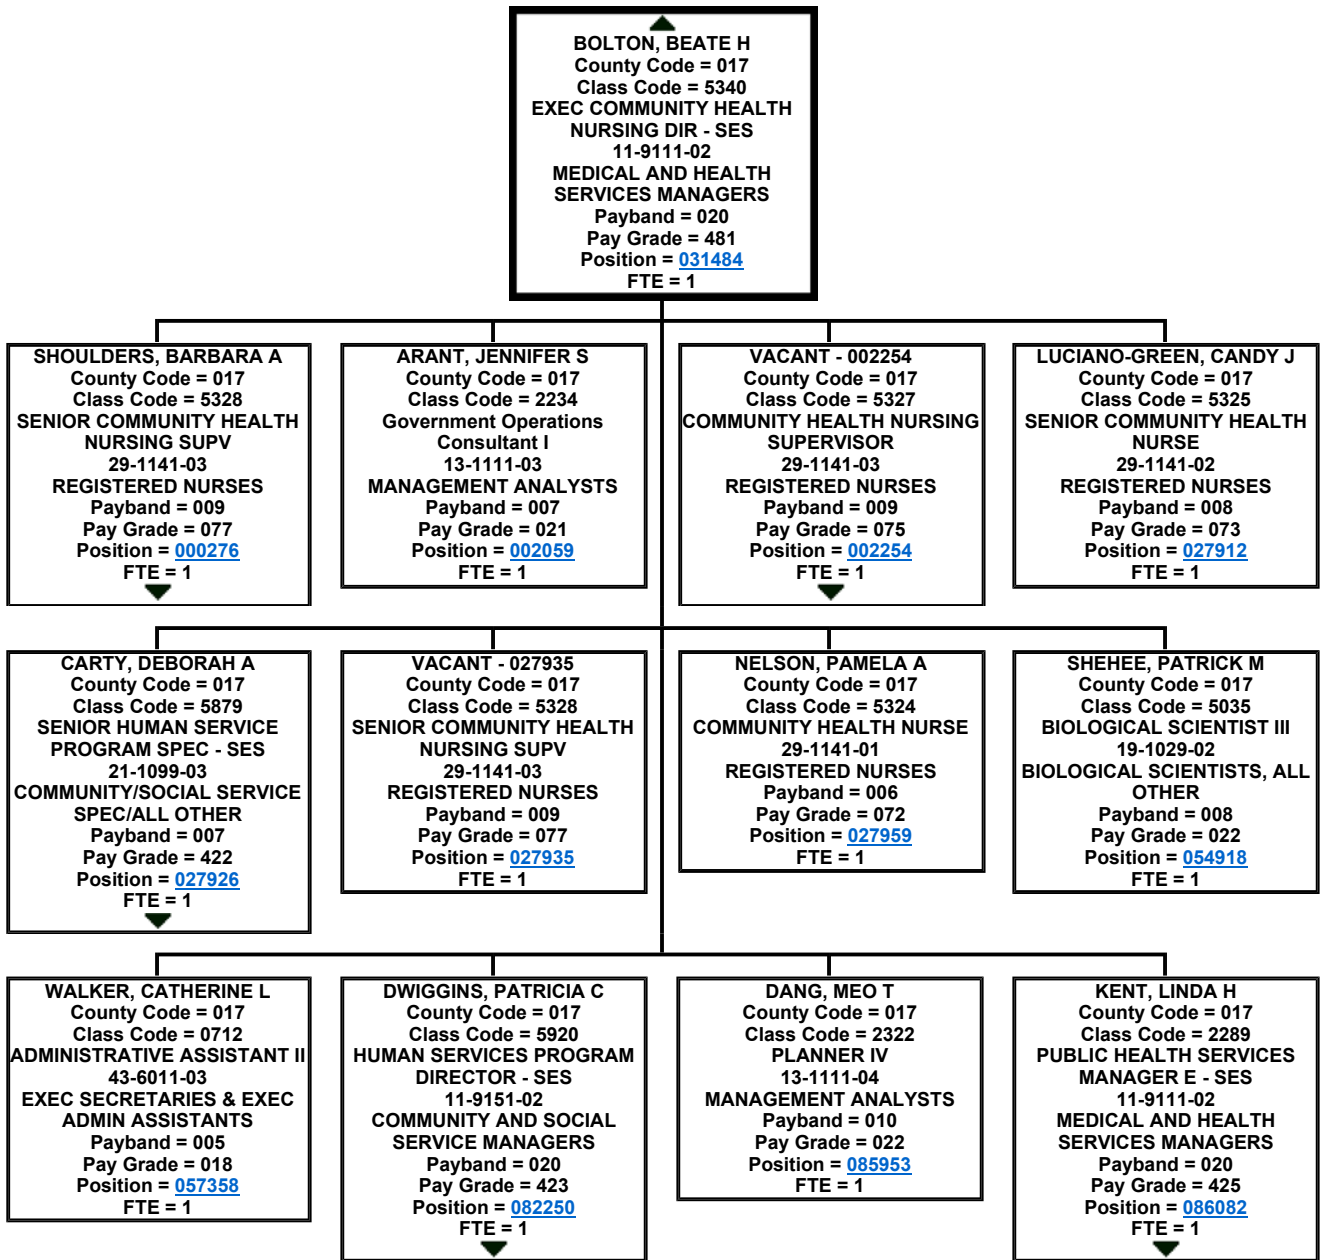 BOLTON, BEATE H
County Code = 017
Class Code = 5340
EXEC COMMUNITY HEALTH
NURSING DIR - SES
11-9111-02
MEDICAL AND HEALTH
SERVICES MANAGERS
Payband = 020
Pay Grade = 481
Position = 031484
FTE = 1
SHOULDERS, BARBARA A
County Code = 017
Class Code = 5328
SENIOR COMMUNITY HEALTH
NURSING SUPV
29-1141-03
REGISTERED NURSES
Payband = 009
Pay Grade = 077
Position = 000276
FTE = 1
ARANT, JENNIFER S
County Code = 017
Class Code = 2234
Government Operations
Consultant I
13-1111-03
MANAGEMENT ANALYSTS
Payband = 007
Pay Grade = 021
Position = 002059
FTE = 1
VACANT - 002254
County Code = 017
Class Code = 5327
COMMUNITY HEALTH NURSING
SUPERVISOR
29-1141-03
REGISTERED NURSES
Payband = 009
Pay Grade = 075
Position = 002254
FTE = 1
LUCIANO-GREEN, CANDY J
County Code = 017
Class Code = 5325
SENIOR COMMUNITY HEALTH
NURSE
29-1141-02
REGISTERED NURSES
Payband = 008
Pay Grade = 073
Position = 027912
FTE = 1
CARTY, DEBORAH A
County Code = 017
Class Code = 5879
SENIOR HUMAN SERVICE
PROGRAM SPEC - SES
21-1099-03
COMMUNITY/SOCIAL SERVICE
SPEC/ALL OTHER
Payband = 007
Pay Grade = 422
Position = 027926
FTE = 1
VACANT - 027935
County Code = 017
Class Code = 5328
SENIOR COMMUNITY HEALTH
NURSING SUPV
29-1141-03
REGISTERED NURSES
Payband = 009
Pay Grade = 077
Position = 027935
FTE = 1
NELSON, PAMELA A
County Code = 017
Class Code = 5324
COMMUNITY HEALTH NURSE
29-1141-01
REGISTERED NURSES
Payband = 006
Pay Grade = 072
Position = 027959
FTE = 1
SHEHEE, PATRICK M
County Code = 017
Class Code = 5035
BIOLOGICAL SCIENTIST III
19-1029-02
BIOLOGICAL SCIENTISTS, ALL
OTHER
Payband = 008
Pay Grade = 022
Position = 054918
FTE = 1
WALKER, CATHERINE L
County Code = 017
Class Code = 0712
ADMINISTRATIVE ASSISTANT II
43-6011-03
EXEC SECRETARIES & EXEC
ADMIN ASSISTANTS
Payband = 005
Pay Grade = 018
Position = 057358
FTE = 1
DWIGGINS, PATRICIA C
County Code = 017
Class Code = 5920
HUMAN SERVICES PROGRAM
DIRECTOR - SES
11-9151-02
COMMUNITY AND SOCIAL
SERVICE MANAGERS
Payband = 020
Pay Grade = 423
Position = 082250
FTE = 1
DANG, MEO T
County Code = 017
Class Code = 2322
PLANNER IV
13-1111-04
MANAGEMENT ANALYSTS
Payband = 010
Pay Grade = 022
Position = 085953
FTE = 1
KENT, LINDA H
County Code = 017
Class Code = 2289
PUBLIC HEALTH SERVICES
MANAGER E - SES
11-9111-02
MEDICAL AND HEALTH
SERVICES MANAGERS
Payband = 020
Pay Grade = 425
Position = 086082
FTE = 1